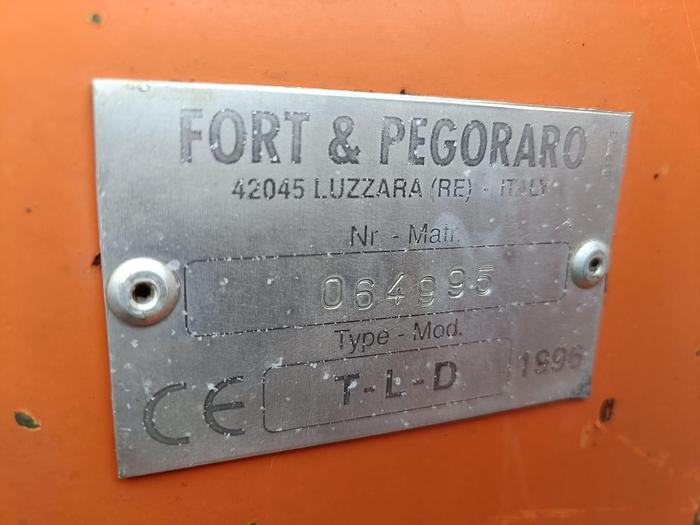 FORT & PEGORARO
42045 LUZZARA (RE) - ITALY
Nr - Matr.
064995
Type - Mod.
T-L-D
1996
CE